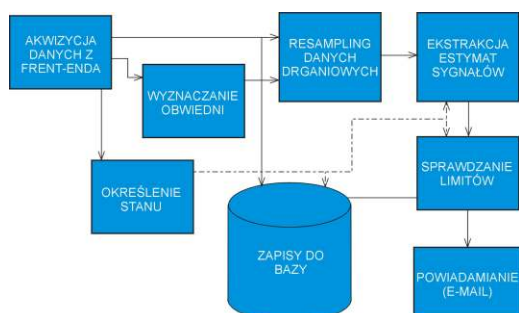 AKWIZYCJA
DANYCH Z
FRENT-ENDA
WYZNACZANIE
OBWIEDNI
RESAMPLING
DANYCH
DRGANIOWYCH
EKSTRAKCJA
ESTYMAT
SYGNAŁÓW
OKREŚLENIE
STANU
SPRAWDZANIE
LIMITÓW
ZAPISY DO
BAZY
POWIADAMIANIE
(E-MAIL)